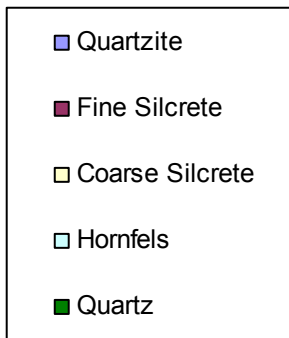 Quartzite
Fine Silcrete
Coarse Silcrete
Hornfels
Quartz